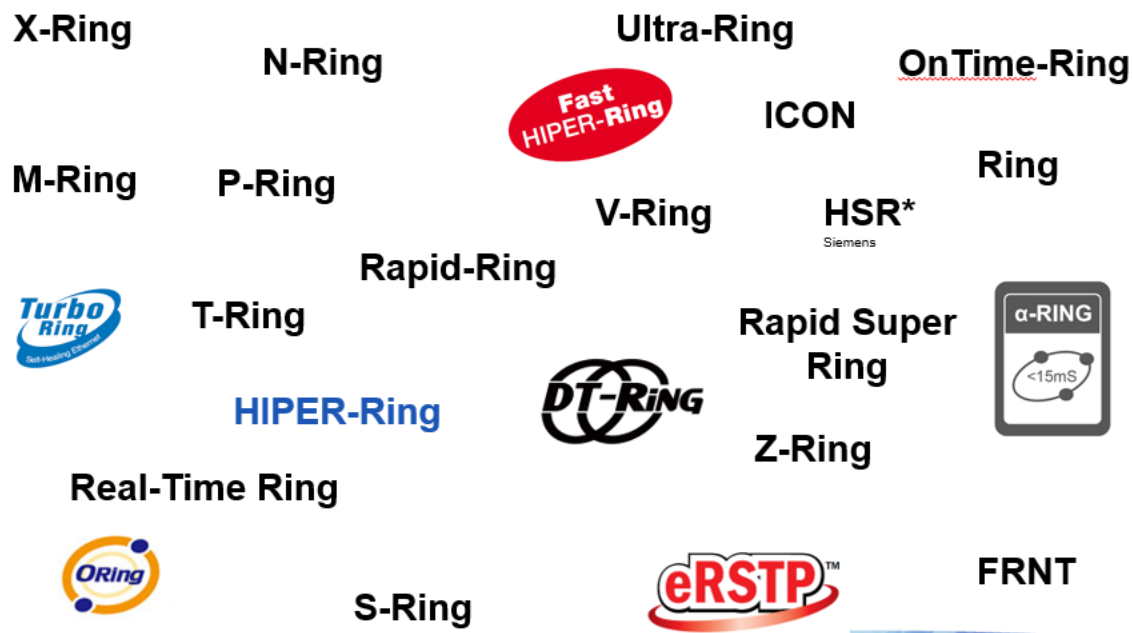 X-Ring
Ultra-Ring
N-Ring
OnTime-Ring
Fast
HIPER-Ring
ICON
Ring
M-Ring
P-Ring
V-Ring
HSR*
Siemens
Rapid-Ring
Turbo
Ring
Self-Healing Ethernet
T-Ring
Rapid Super
Ring
α-RING
<15mS
HIPER-Ring
DT-RiNG
Z-Ring
Real-Time Ring
ORing
eRSTP™
FRNT
S-Ring